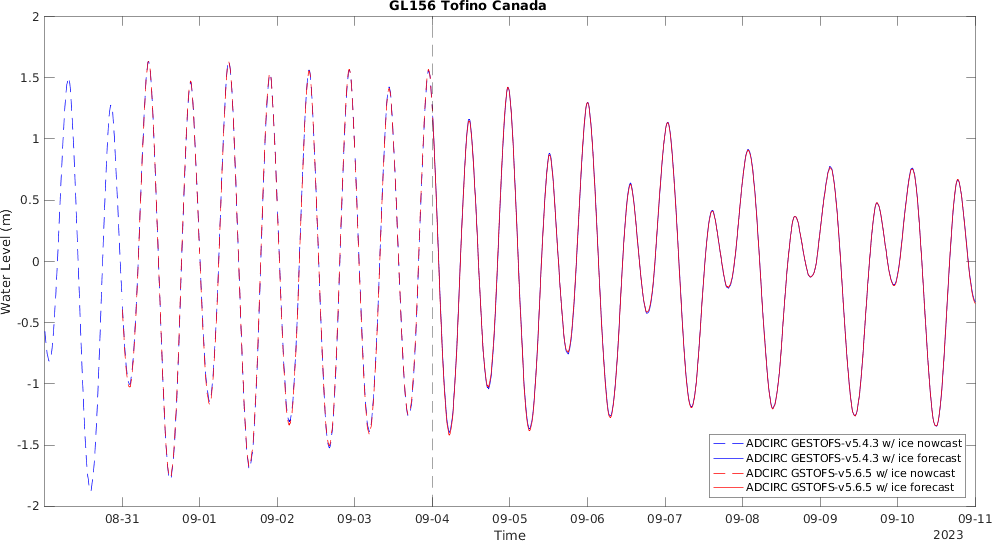 GL156 Tofino Canada
2
1.5
1
0.5
0
-0.5
-1
-1.5
-2
Water Level (m)
ADCIRC GESTOFS-v5.4.3 w/ ice nowcast
ADCIRC GESTOFS-v5.4.3 w/ ice forecast
ADCIRC GSTOFS-v5.6.5 w/ ice nowcast
ADCIRC GSTOFS-v5.6.5 w/ ice forecast
08-31 09-01 09-02 09-03 09-04 09-05 09-06 09-07 09-08 09-09 09-10 09-11
Time
2023